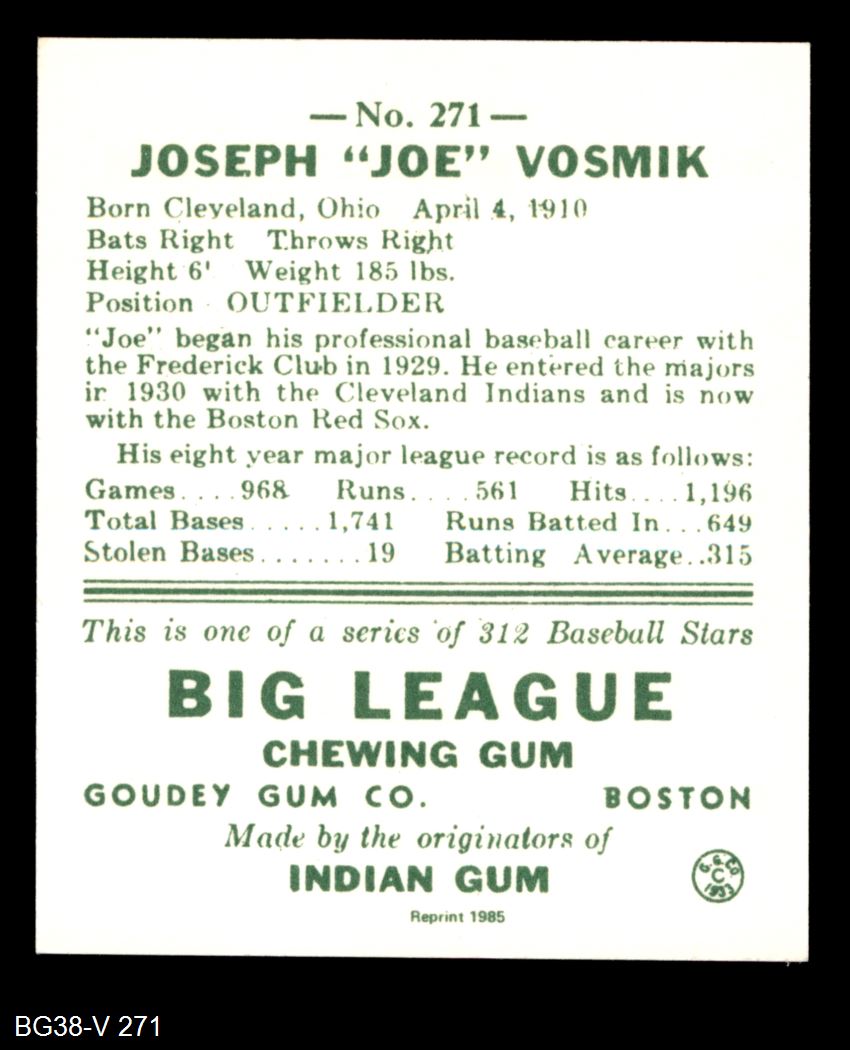 — No. 271 —
JOSEPH "JOE" VOSMIK
Born Cleveland, Ohio April 4, 1910
Bats Right Throws Right
Height 6' Weight 185 lbs.
Position OUTFIELDER
"Joe" began his professional baseball career with
the Frederick Club in 1929. He entered the majors
ir 1930 with the Cleveland Indians and is now
with the Boston Red Sox.
His eight year major league record is as follows:
Games....968 Runs....561 Hits....1,196
Total Bases......1,741 Runs Batted In...649
Stolen Bases.......19 Batting Average..315
This is one of a series of 312 Baseball Stars
BIG LEAGUE
CHEWING GUM
GOUDEY GUM CO. BOSTON
Made by the originators of
INDIAN GUM
G. G. CO.
C
1933
Reprint 1985
BG38-V 271